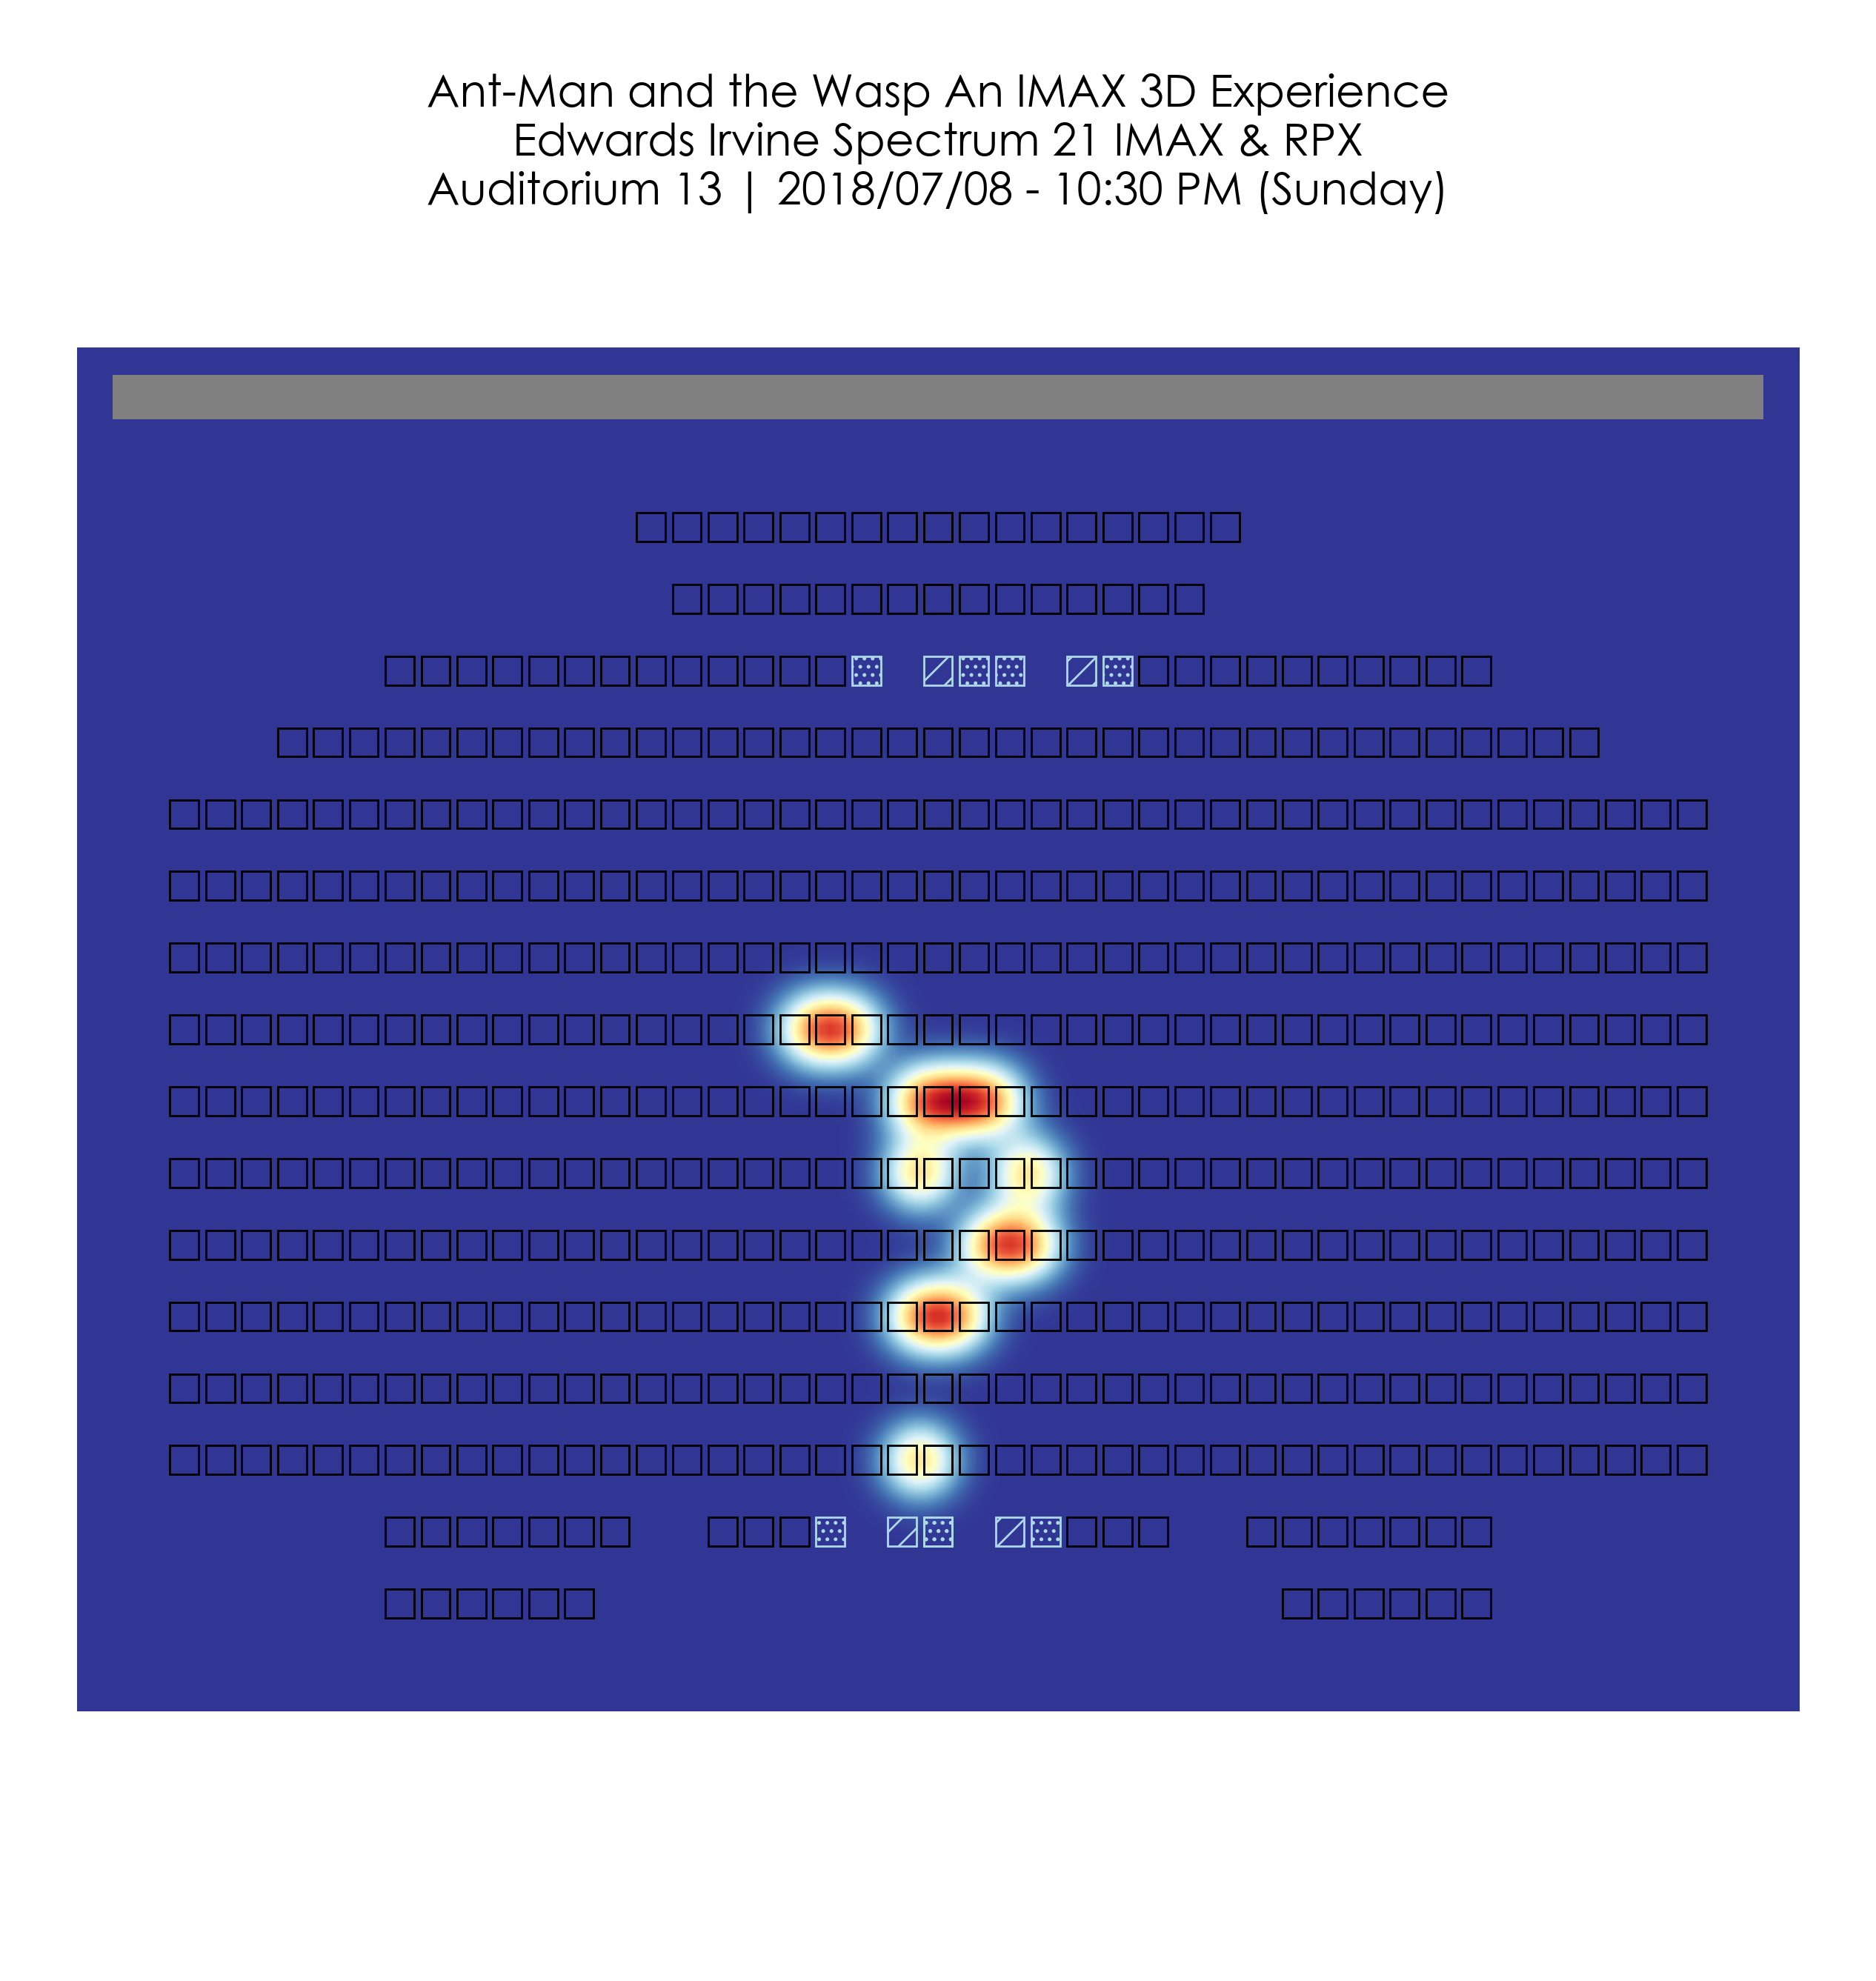 Ant-Man and the Wasp An IMAX 3D Experience
Edwards Irvine Spectrum 21 IMAX & RPX
Auditorium 13 | 2018/07/08 - 10:30 PM (Sunday)